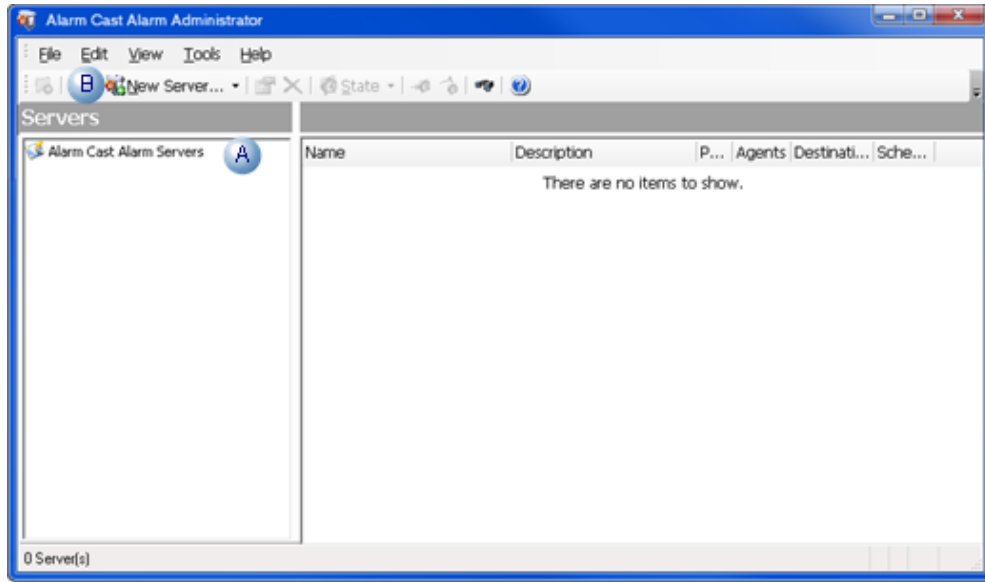 Alarm Cast Alarm Administrator
File Edit View Tools Help
B New Server... State
Servers
Alarm Cast Alarm Servers A
Name Description P... Agents Destinati... Sche...
There are no items to show.
0 Server(s)